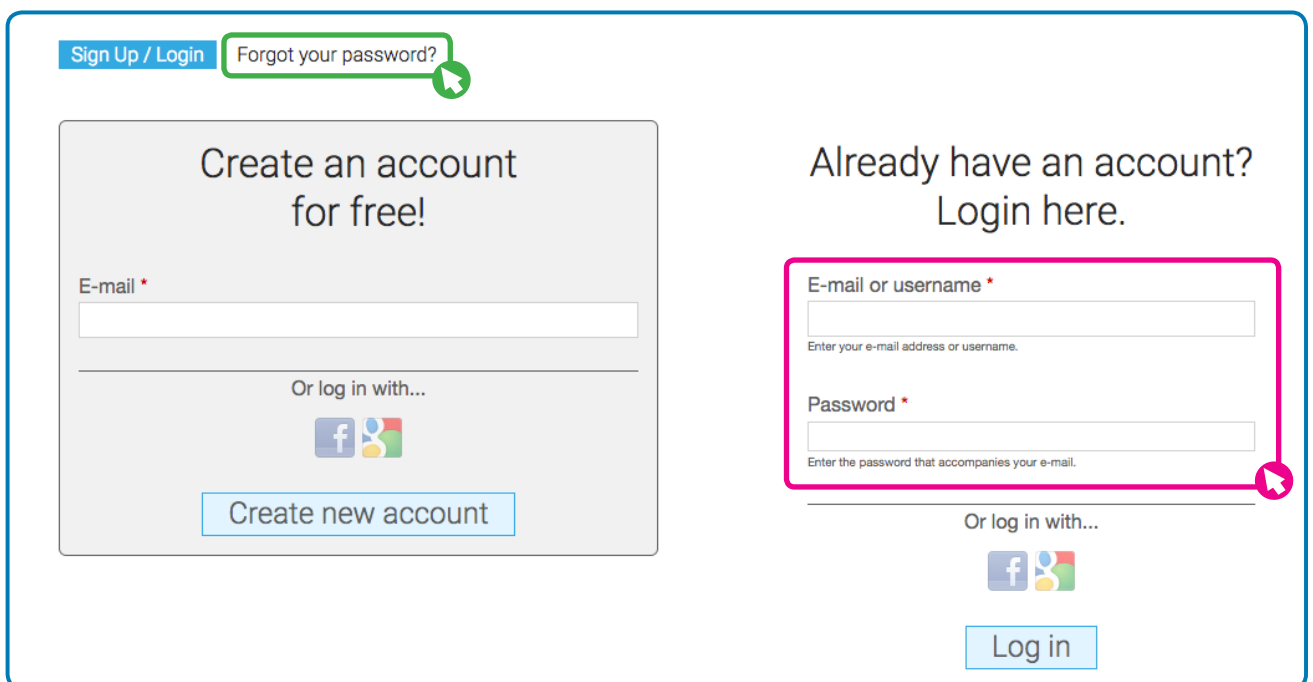 Sign Up / Login
Forgot your password?
Create an account
for free!
E-mail *
Or log in with...
f g
Create new account
Already have an account?
Login here.
E-mail or username *
Enter your e-mail address or username.
Password *
Enter the password that accompanies your e-mail.
Or log in with...
f g
Log in